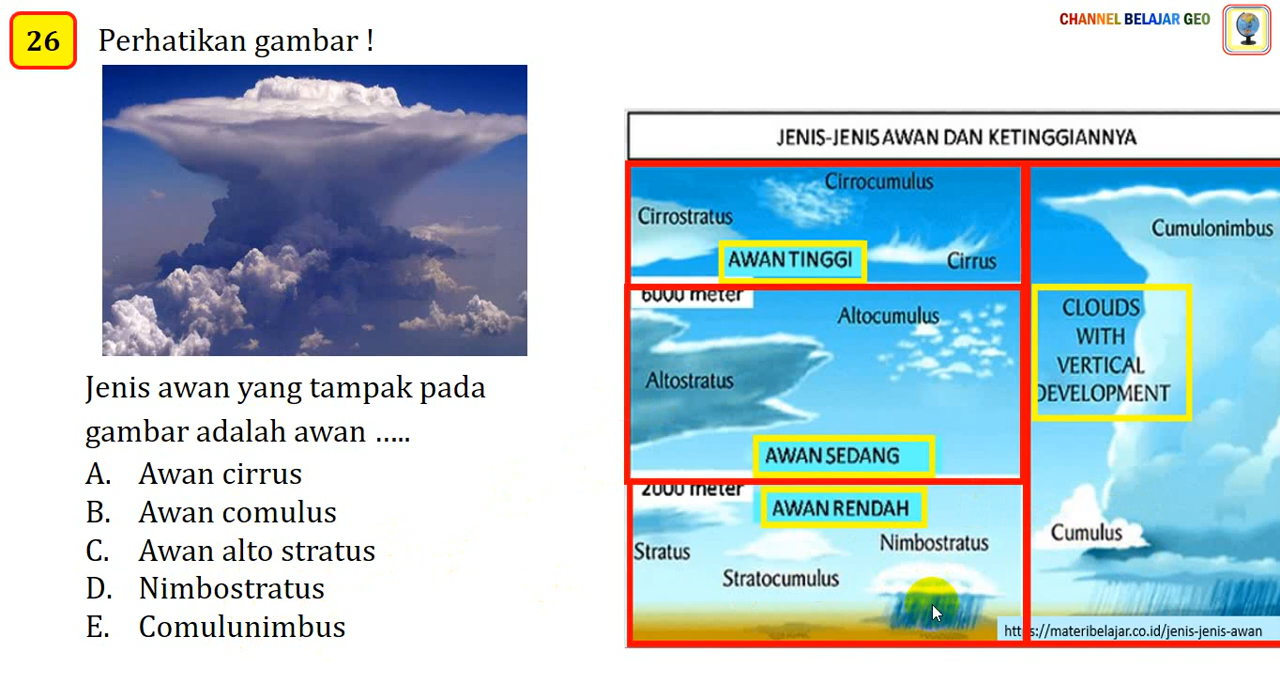 26 Perhatikan gambar !
CHANNEL BELAJAR GEO
Jenis awan yang tampak pada
gambar adalah awan .....
A. Awan cirrus
B. Awan comulus
C. Awan alto stratus
D. Nimbostratus
E. Comulunimbus
JENIS-JENIS AWAN DAN KETINGGIANNYA
Cirrocumulus
Cirrostratus
AWAN TINGGI
Cirrus
6000 meter
Altocumulus
Altostratus
AWAN SEDANG
2000 meter
AWAN RENDAH
Stratus
Nimbostratus
Stratocumulus
Cumulonimbus
CLOUDS
WITH
VERTICAL
DEVELOPMENT
Cumulus
https://materibelajar.co.id/jenis-jenis-awan